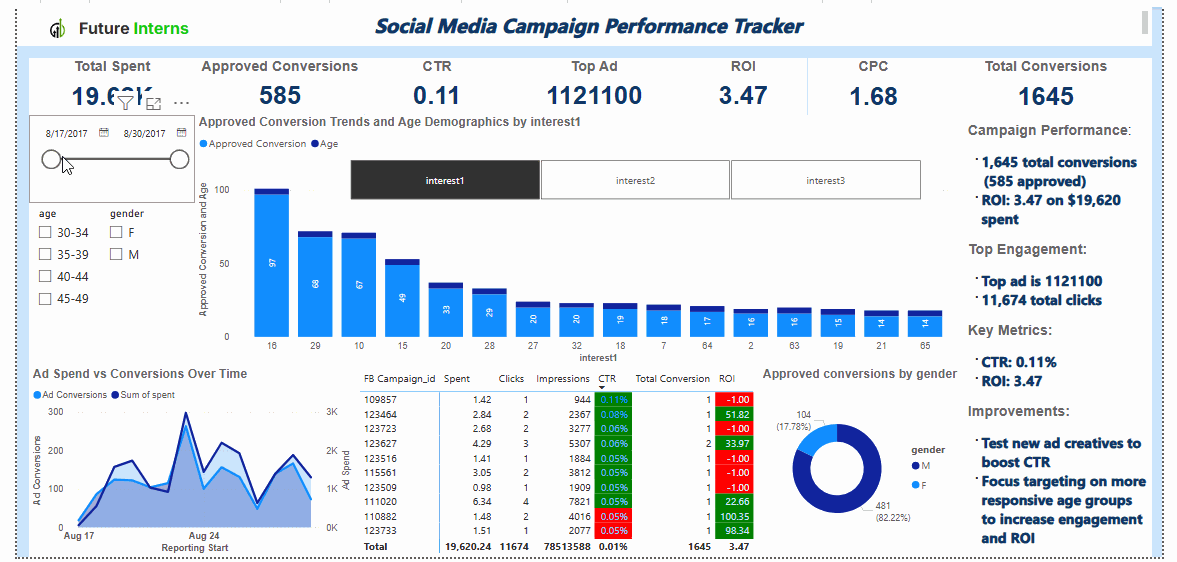 Future Interns
Social Media Campaign Performance Tracker
Total Spent
Approved Conversions
585
CTR
0.11
Top Ad
1121100
ROI
3.47
CPC
1.68
Total Conversions
1645
8/17/2017
8/30/2017
age
30-34
35-39
40-44
45-49
gender
F
M
Approved Conversion Trends and Age Demographics by interest1
Approved Conversion Age
interest1 interest2 interest3
Approved Conversion and Age
100
50
0
97 68 67 49 33 29 20 20 19 18 17 16 16 15 14 14
16 29 10 15 20 28 27 32 18 7 64 2 63 19 21 65
interest1
Ad Spend vs Conversions Over Time
Ad Conversions Sum of spent
Ad Conversions
300
200
100
0
3K
2K
1K
0K
Ad Spend
Aug 17 Aug 24
Reporting Start
FB Campaign_id Spent Clicks Impressions CTR Total Conversion ROI
109857 1.42 1 944 0.11% 1 -1.00
123464 2.84 2 2367 0.08% 1 51.82
123723 2.68 2 3277 0.06% 1 -1.00
123627 4.29 3 5307 0.06% 2 33.97
123516 1.41 1 1884 0.05% 1 -1.00
115561 3.05 2 3812 0.05% 1 -1.00
123509 0.98 1 1909 0.05% 1 -1.00
111020 6.34 4 7821 0.05% 1 22.66
110882 1.48 2 4016 0.05% 1 100.35
123733 1.51 1 2077 0.05% 1 98.34
Total 19,620.24 11674 78513588 0.01% 1645 3.47
Approved conversions by gender
104
(17.78%)
481
(82.22%)
gender
M
F
Campaign Performance:
1,645 total conversions
(585 approved)
ROI: 3.47 on $19,620
spent
Top Engagement:
Top ad is 1121100
11,674 total clicks
Key Metrics:
CTR: 0.11%
ROI: 3.47
Improvements:
Test new ad creatives to
boost CTR
Focus targeting on more
responsive age groups
to increase engagement
and ROI